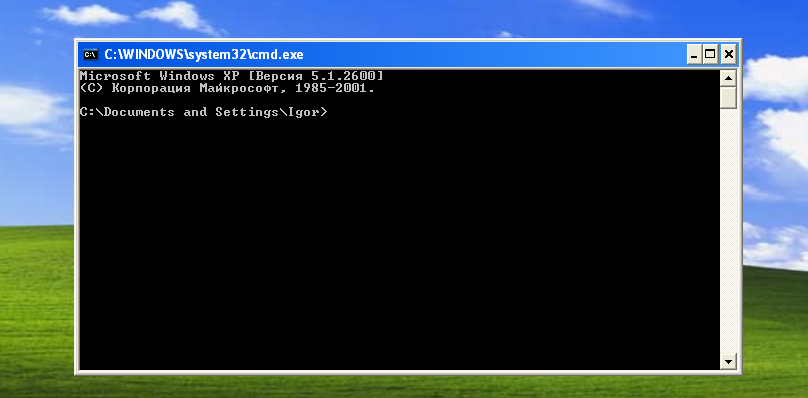 C:\WINDOWS\system32\cmd.exe
Microsoft Windows XP [Версия 5.1.2600]
(C) Корпорация Майкрософт, 1985-2001.
C:\Documents and Settings\Igor>